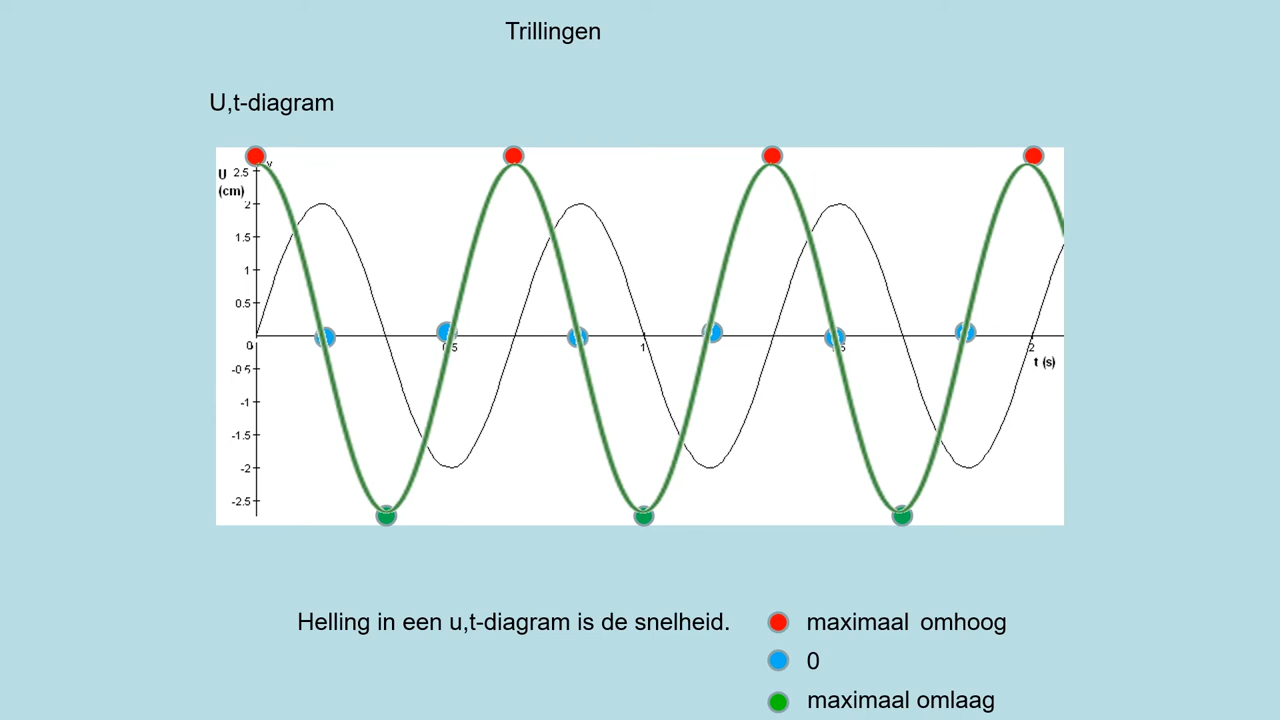 Trillingen
U,t-diagram
v
U
(cm)
2.5
2
1.5
1
0.5
0
-0.5
-1
-1.5
-2
-2.5
1
2
t (s)
Helling in een u,t-diagram is de snelheid.
maximaal omhoog
0
maximaal omlaag